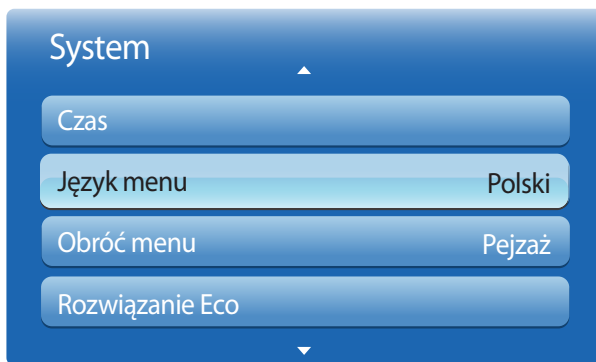 System
Czas
Język menu Polski
Obróć menu Pejzaż
Rozwiązanie Eco